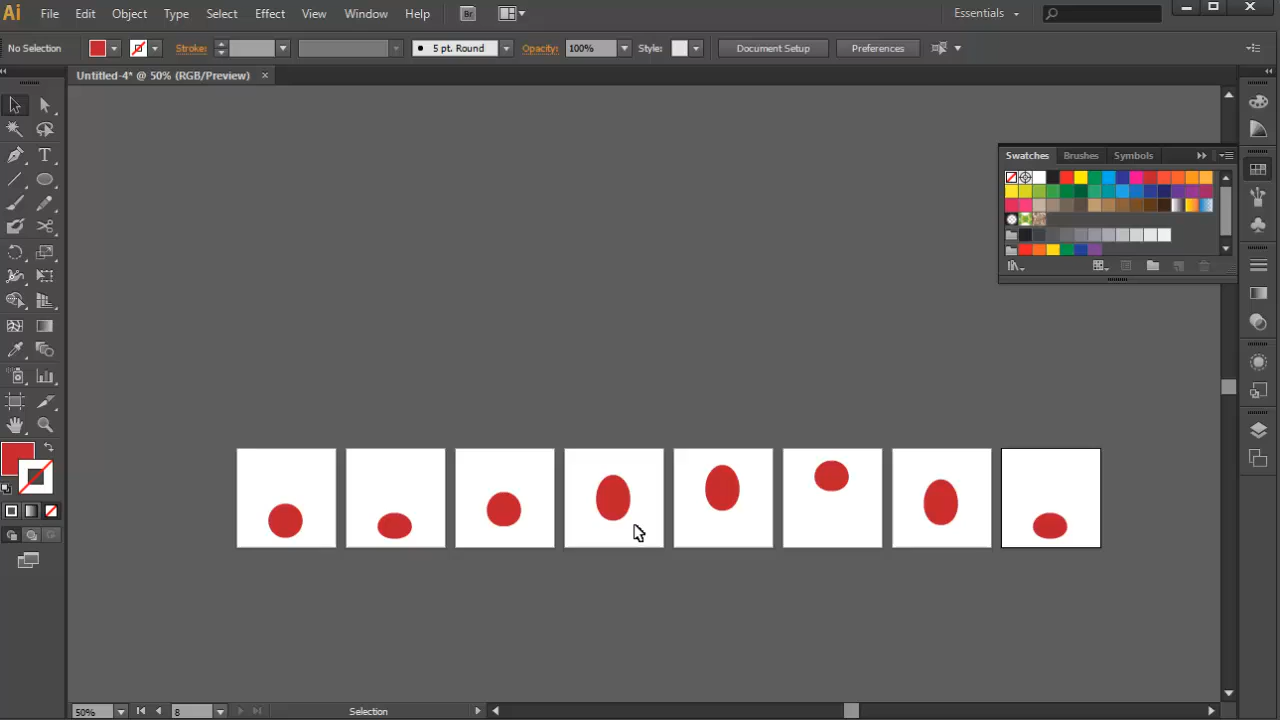 Ai File Edit Object Type Select Effect View Window Help Br Essentials
No Selection Stroke: 5 pt. Round Opacity: 100% Style: Document Setup Preferences
Untitled-4* @ 50% (RGB/Preview) ×
Swatches Brushes Symbols
T
50% 8 Selection